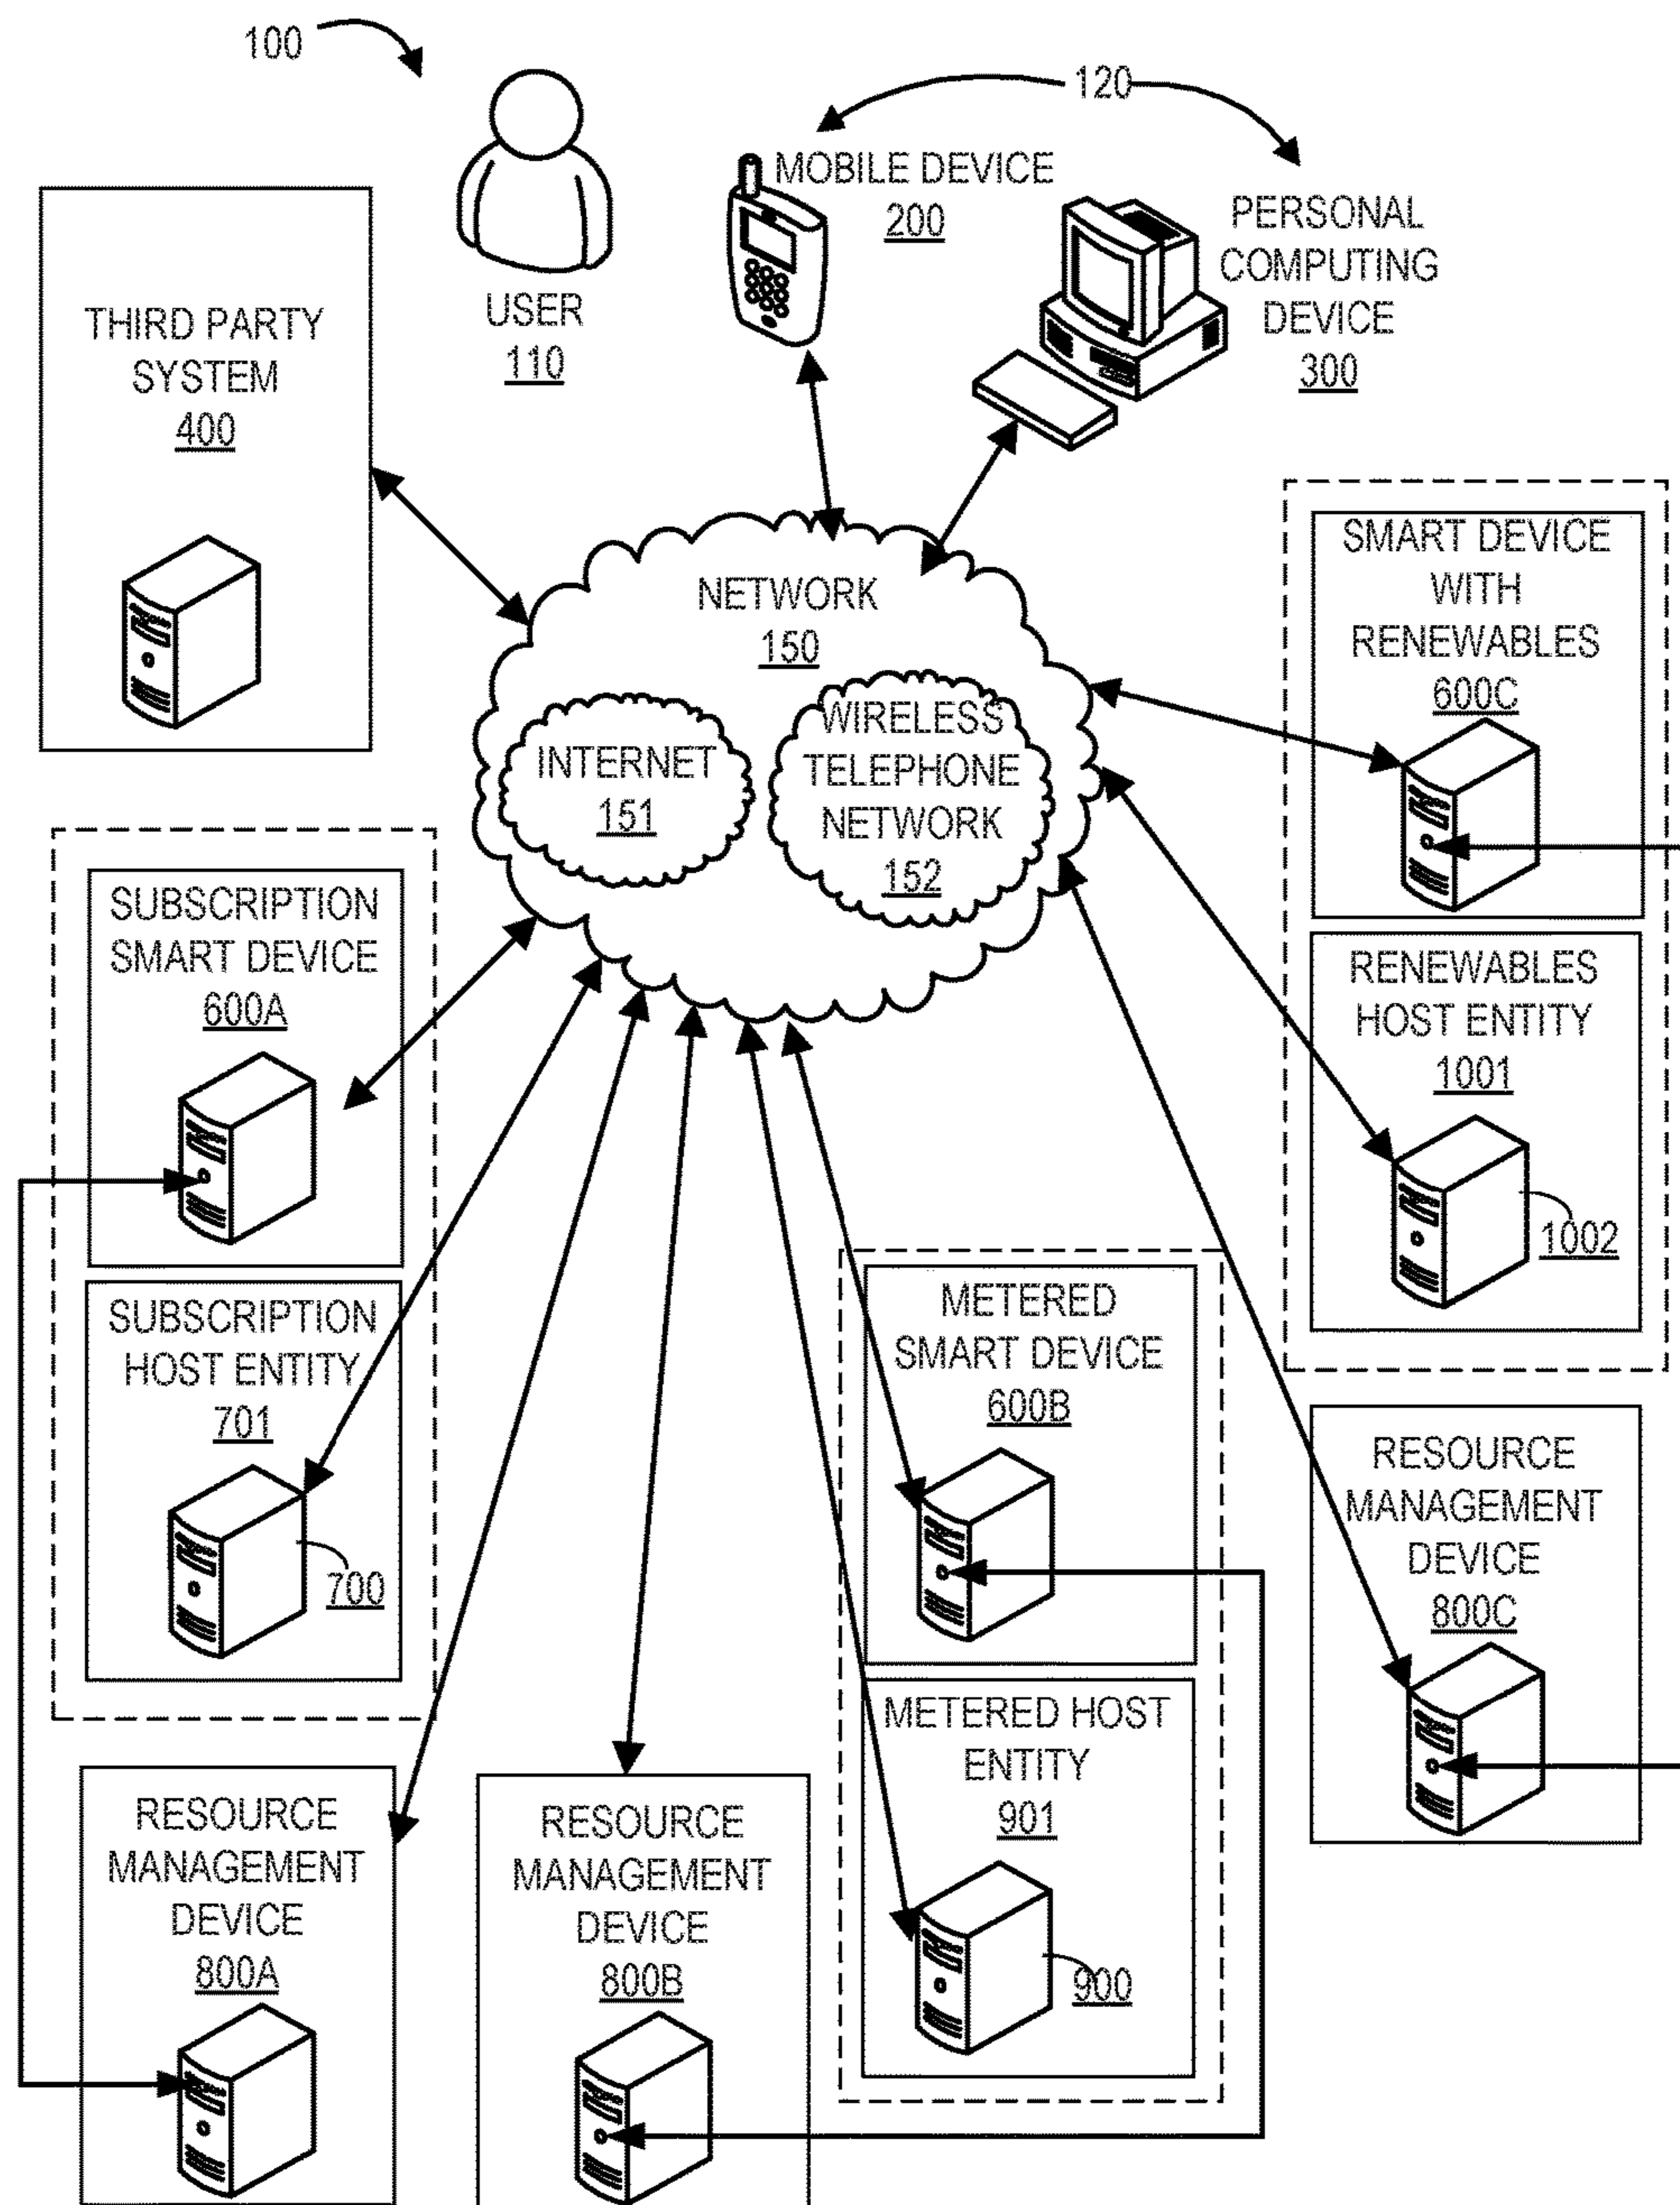 100
120
MOBILE DEVICE
200
PERSONAL
COMPUTING
DEVICE
300
USER
110
THIRD PARTY
SYSTEM
400
NETWORK
150
INTERNET
151
WIRELESS
TELEPHONE
NETWORK
152
SMART DEVICE
WITH
RENEWABLES
600C
RENEWABLES
HOST ENTITY
1001
1002
SUBSCRIPTION
SMART DEVICE
600A
SUBSCRIPTION
HOST ENTITY
701
700
METERED
SMART DEVICE
600B
METERED HOST
ENTITY
901
900
RESOURCE
MANAGEMENT
DEVICE
800C
RESOURCE
MANAGEMENT
DEVICE
800A
RESOURCE
MANAGEMENT
DEVICE
800B